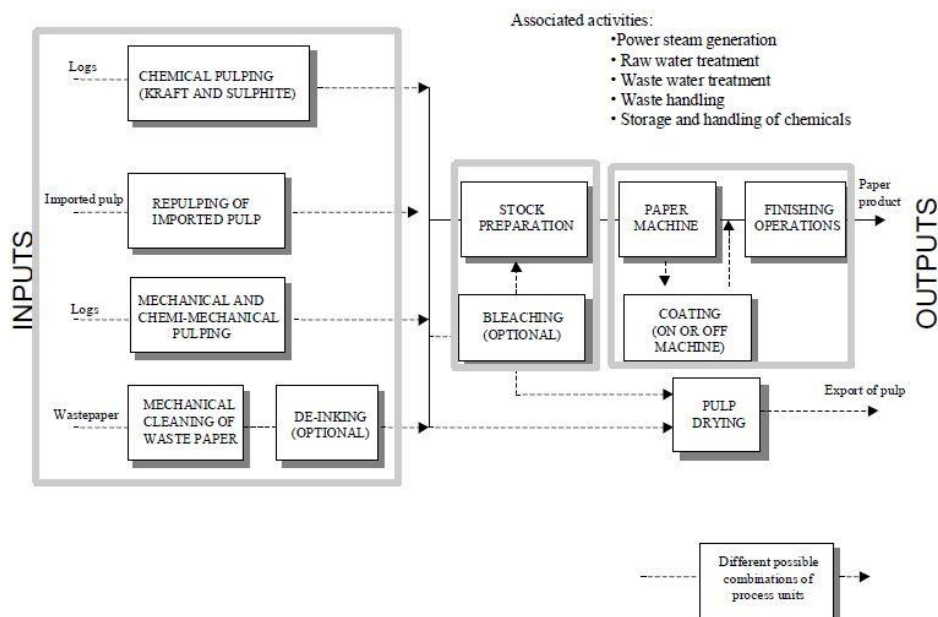 Associated activities:
•Power steam generation
• Raw water treatment
• Waste water treatment
• Waste handling
• Storage and handling of chemicals
INPUTS
Logs
CHEMICAL PULPING
(KRAFT AND SULPHITE)
Imported pulp
REPULPING OF
IMPORTED PULP
Logs
MECHANICAL AND
CHEMI-MECHANICAL
PULPING
Wastepaper
MECHANICAL
CLEANING OF
WASTE PAPER
DE-INKING
(OPTIONAL)
STOCK
PREPARATION
BLEACHING
(OPTIONAL)
PAPER
MACHINE
COATING
(ON OR OFF
MACHINE)
FINISHING
OPERATIONS
Paper
product
PULP
DRYING
Export of pulp
OUTPUTS
Different possible
combinations of
process units